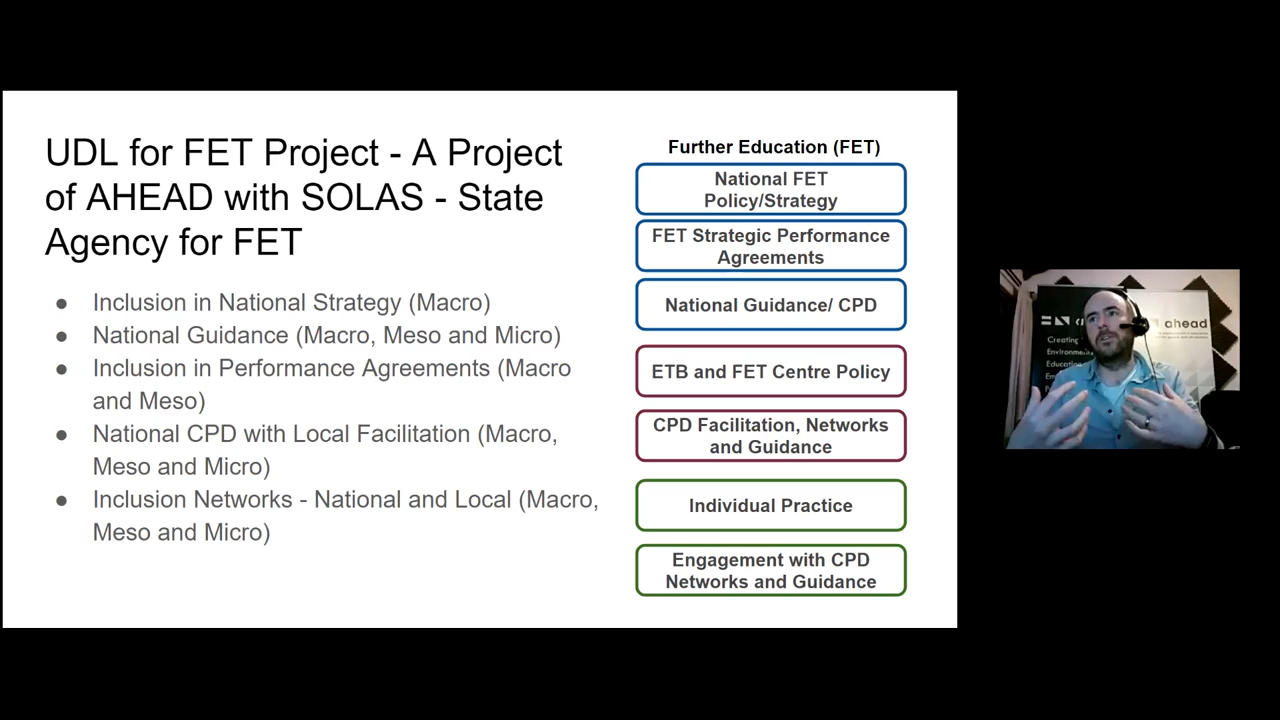 UDL for FET Project - A Project
of AHEAD with SOLAS - State
Agency for FET
● Inclusion in National Strategy (Macro)
● National Guidance (Macro, Meso and Micro)
● Inclusion in Performance Agreements (Macro
and Meso)
● National CPD with Local Facilitation (Macro,
Meso and Micro)
● Inclusion Networks - National and Local (Macro,
Meso and Micro)
Further Education (FET)
National FET
Policy/Strategy
FET Strategic Performance
Agreements
National Guidance/ CPD
ETB and FET Centre Policy
CPD Facilitation, Networks
and Guidance
Individual Practice
Engagement with CPD
Networks and Guidance
ahead
Creating